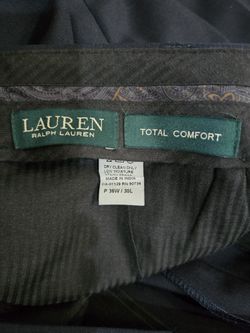 LAUREN
RALPH LAUREN
TOTAL COMFORT
DRY CLEAN ONLY
MADE IN INDIA
P 36W / 30L